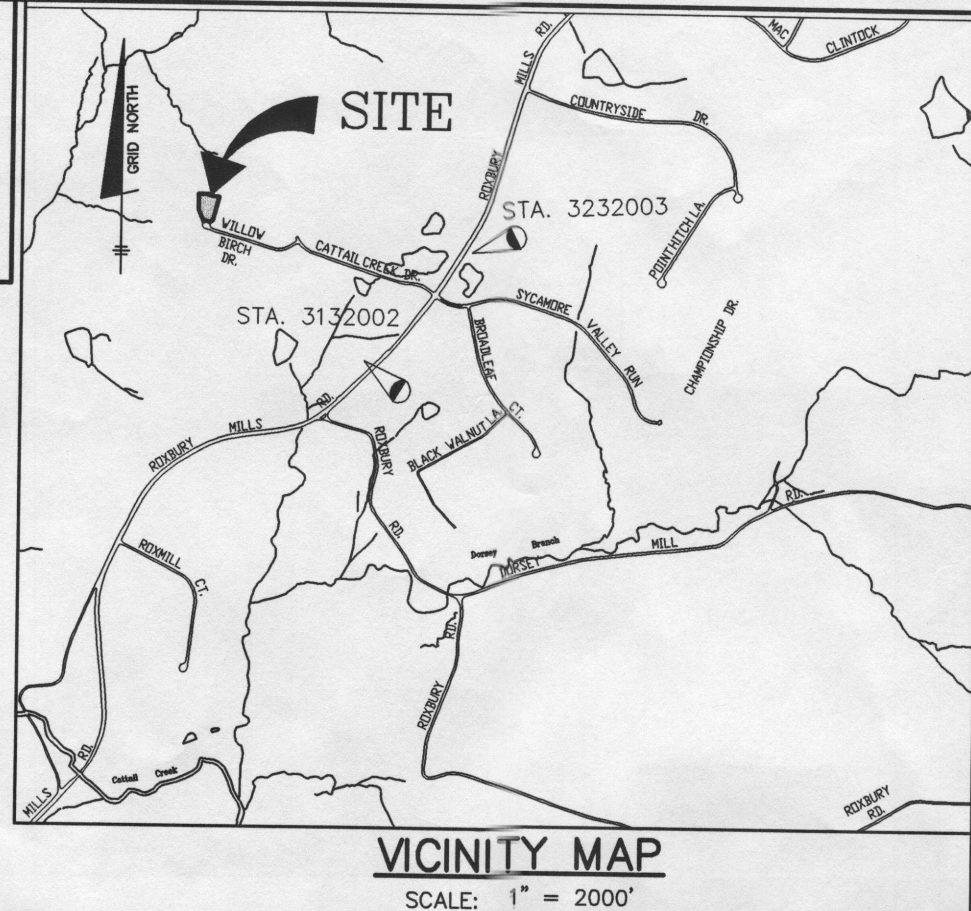 MAC
CLINTOCK
RD.
MILLS
ROXBURY
COUNTRYSIDE DR.
SITE
GRID NORTH
STA. 3232003
POINTHITCH LA.
WILLOW
BIRCH
DR.
CATTAIL CREEK DR.
STA. 3132002
SYCAMORE
VALLEY RUN
CHAMPIONSHIP DR.
BROADLEAF
CT.
BLACK WALNUT LA.
ROXBURY MILLS RD.
ROXBURY
RD.
Dorsey Branch
DORSEY MILL RD.
ROXMILL CT.
RD.
ROXBURY
Cattail Creek
MILLS RD.
ROXBURY
RD.
VICINITY MAP
SCALE: 1" = 2000'